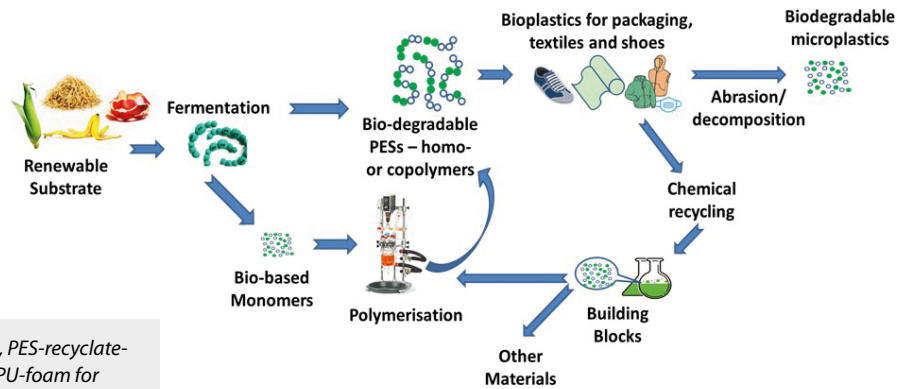 Bioplastics for packaging,
textiles and shoes
Biodegradable
microplastics
Fermentation
Abrasion/
decomposition
Bio-degradable
PESs – homo-
or copolymers
Renewable
Substrate
Chemical
recycling
Bio-based
Monomers
Polymerisation
Building
Blocks
Other
Materials
, PES-recyclate-
PU-foam for